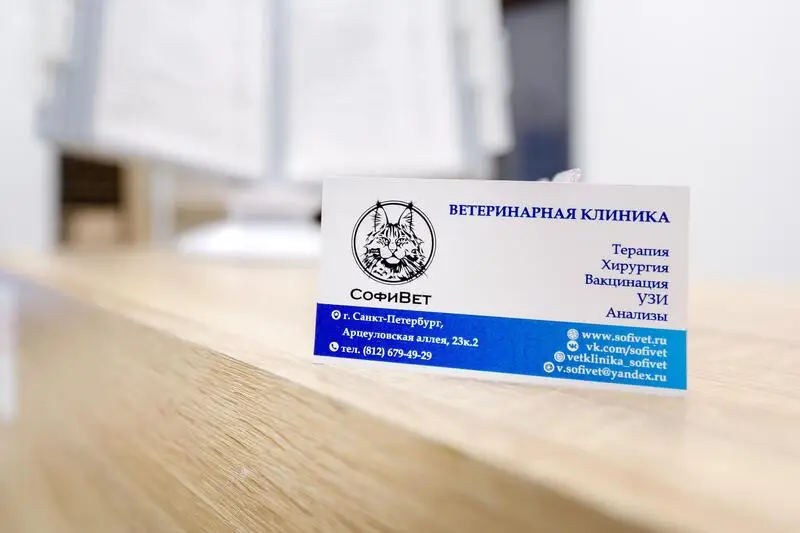 ВЕТЕРИНАРНАЯ КЛИНИКА
СофиВет
Терапия
Хирургия
Вакцинация
УЗИ
Анализы
г. Санкт-Петербург,
Арцеуловская аллея, 23к.2
тел. (812) 679-49-29
www.sofivet.ru
vk.com/sofivet
vetklinika_sofivet
v.sofivet@yandex.ru